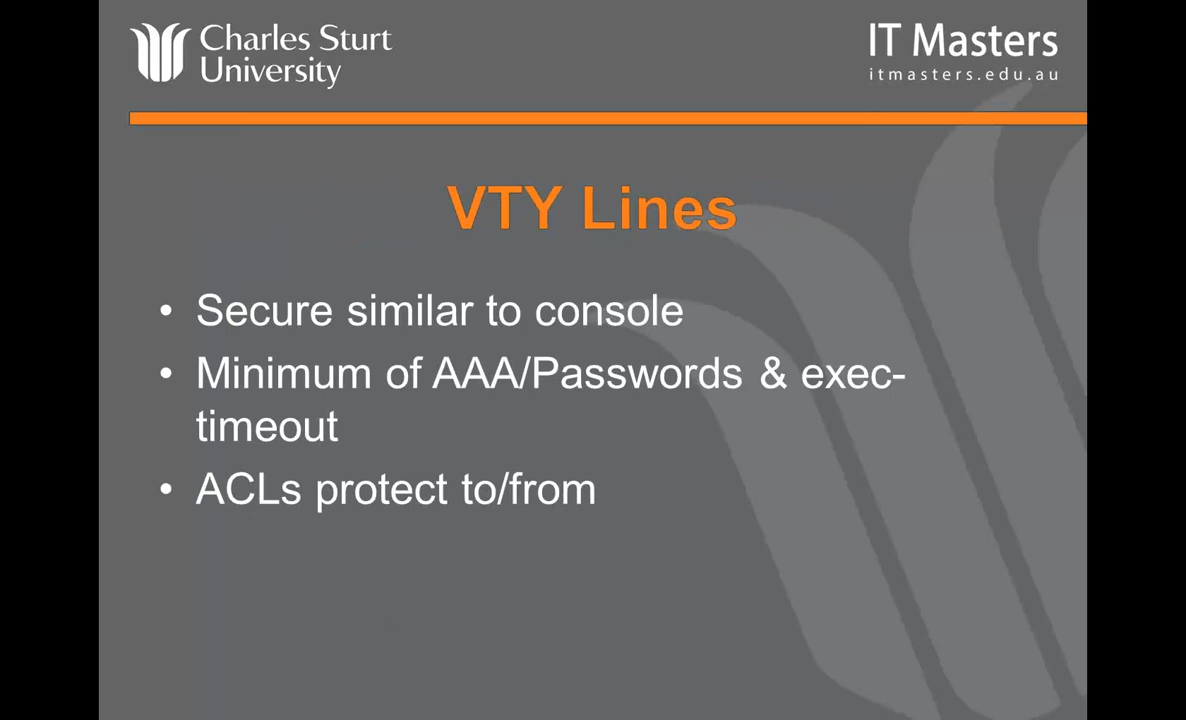 Charles Sturt
University
IT Masters
itmasters.edu.au
VTY Lines
• Secure similar to console
• Minimum of AAA/Passwords & exec-
timeout
• ACLs protect to/from